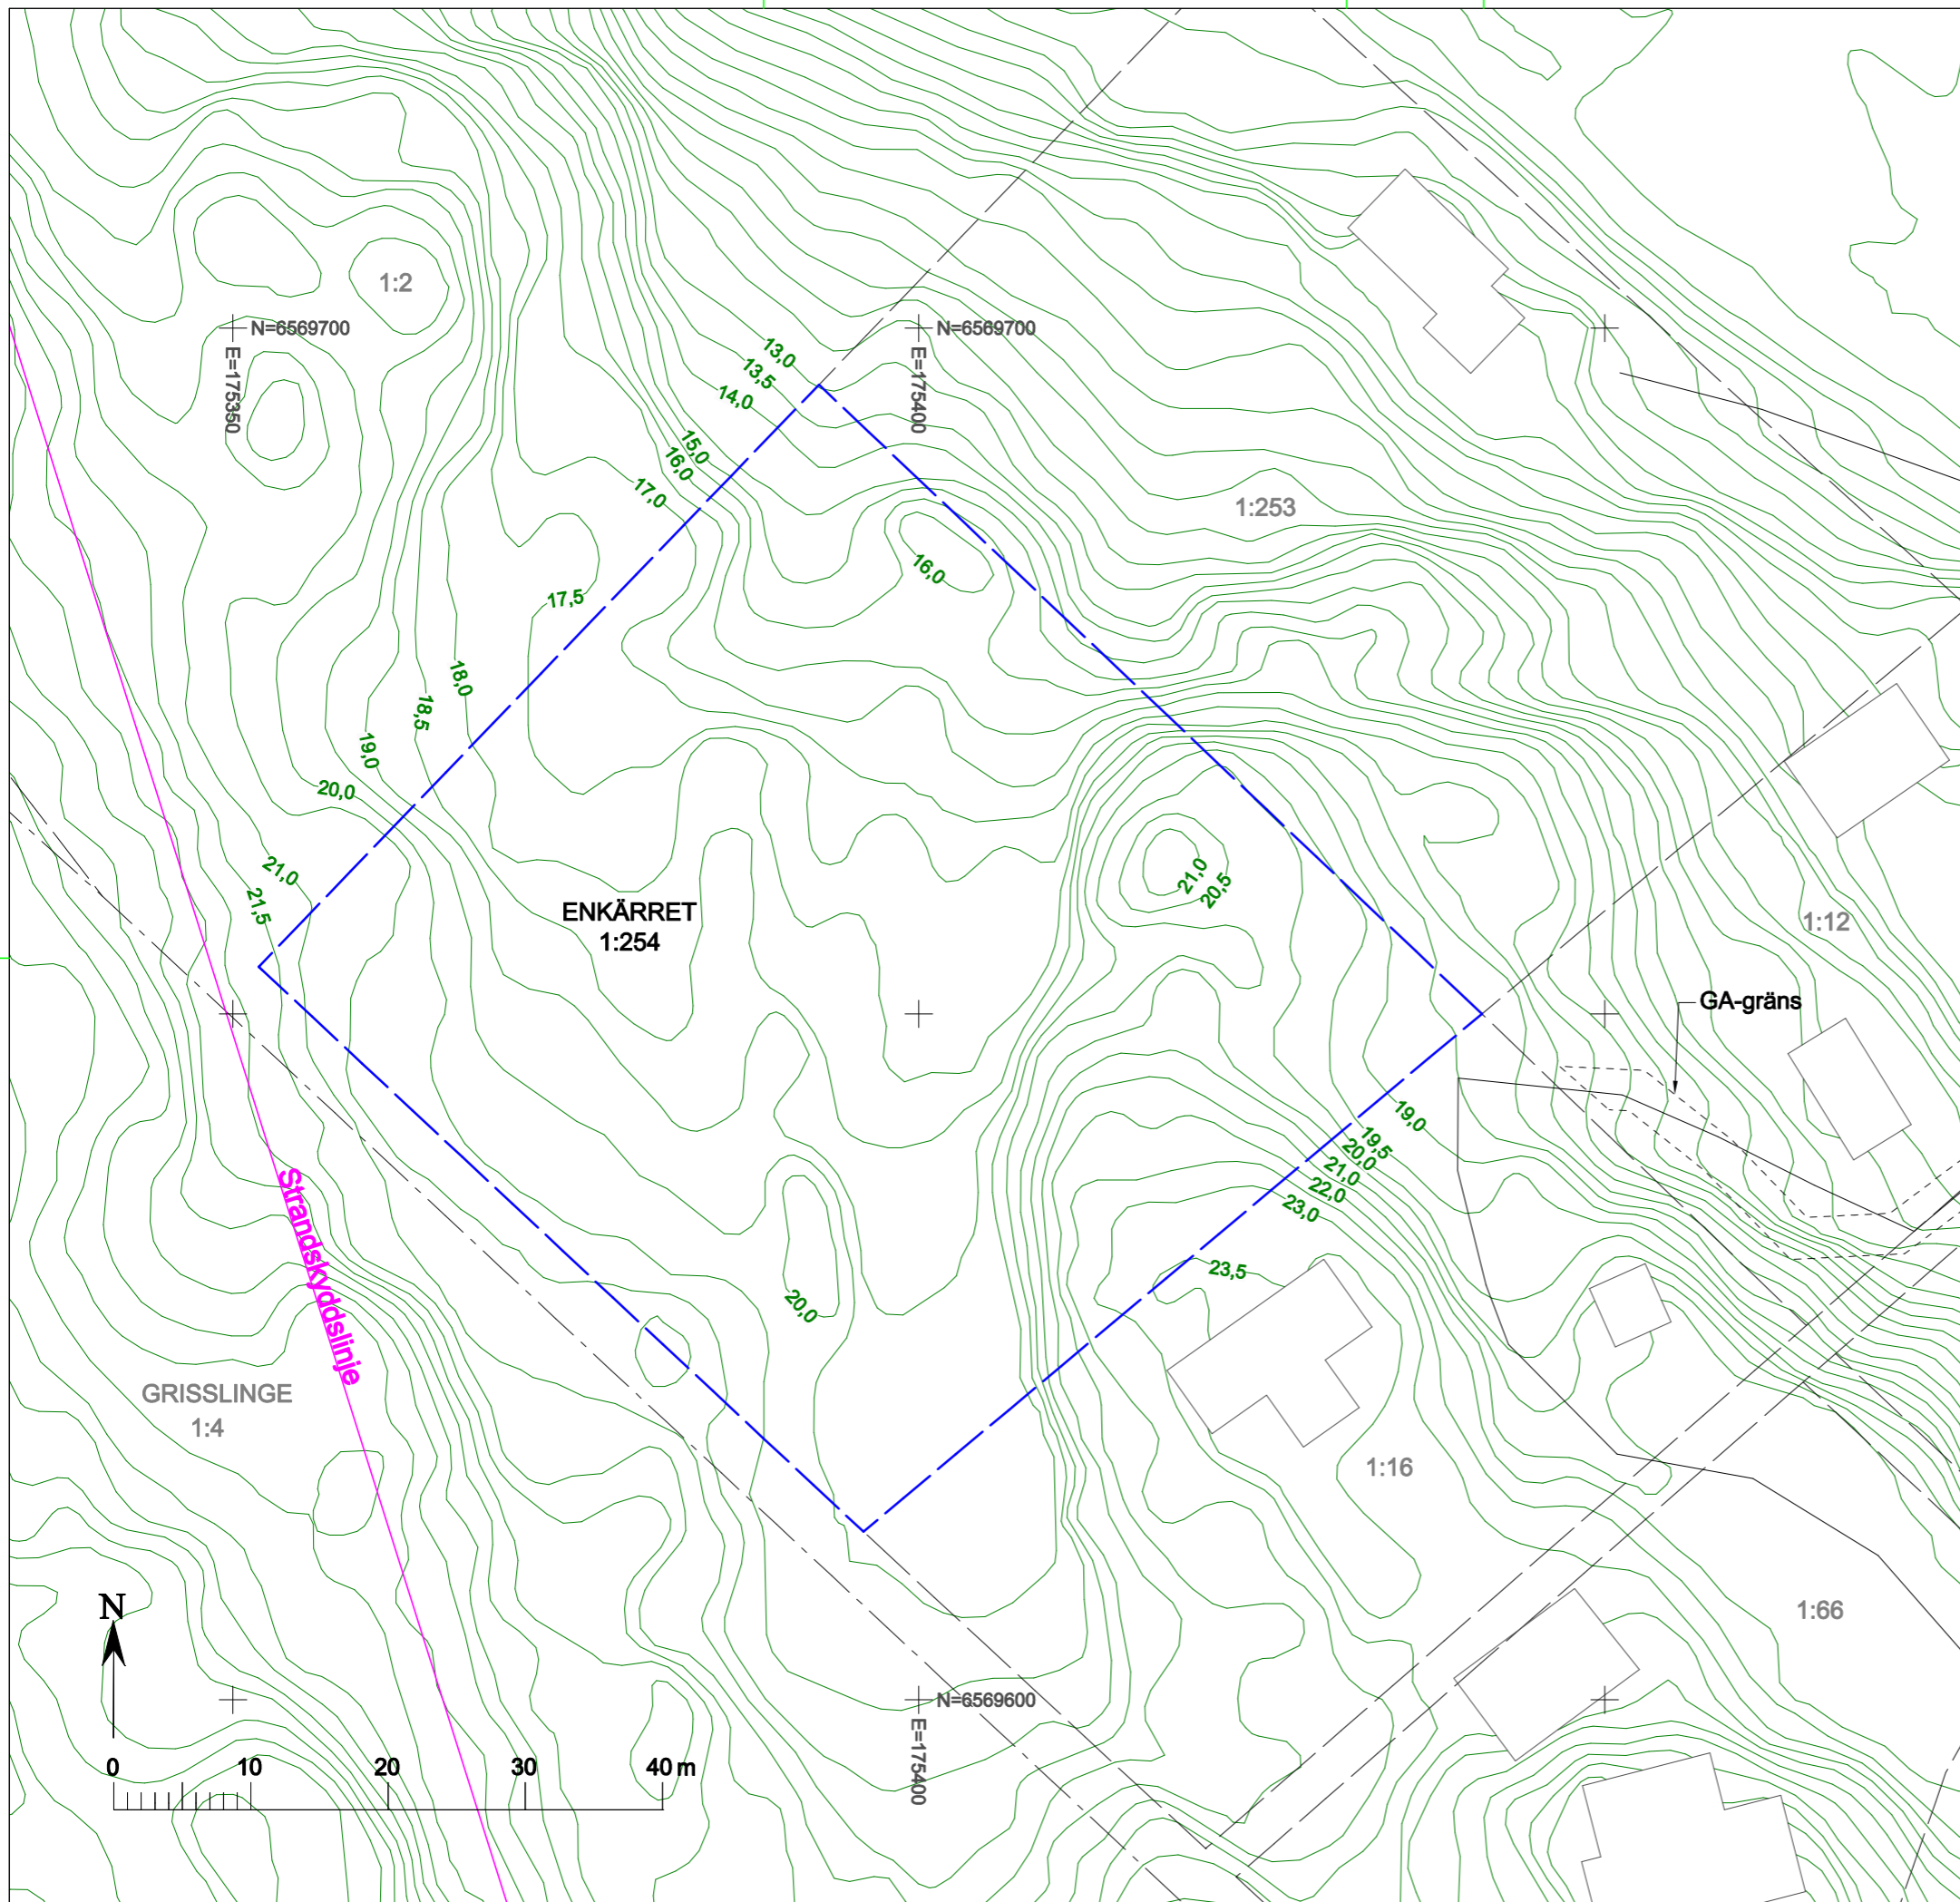 1:2
N=6569700
E=175350
N=6569700
E=175400
13,0
13,5
14,0
15,0
16,0
17,0
1:253
16,0
17,5
18,0
18,5
19,0
20,0
21,0
21,5
21,0
20,5
ENKÄRRET
1:254
1:12
GA-gräns
19,0
19,5
20,0
21,0
22,0
23,0
23,5
20,0
Strandskyddslinje
GRISSLINGE
1:4
1:16
1:66
N
N=6569600
E=175400
0 10 20 30 40 m